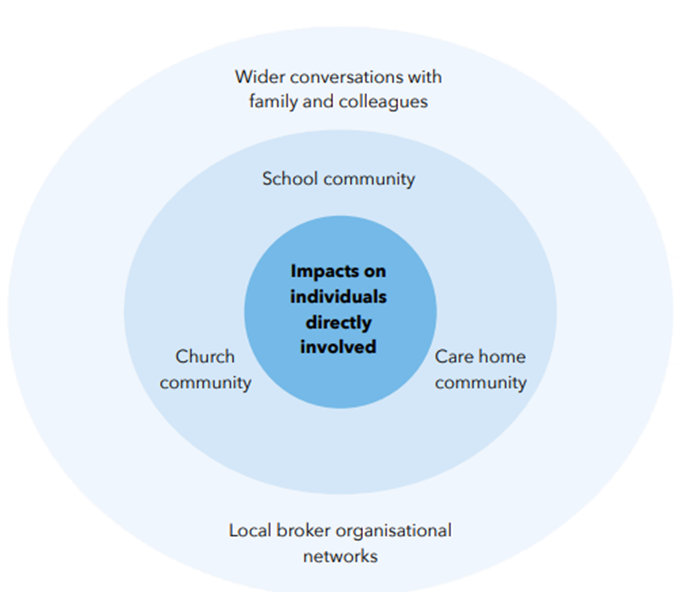 Wider conversations with
family and colleagues
School community
Impacts on
individuals
directly
involved
Church
community
Care home
community
Local broker organisational
networks